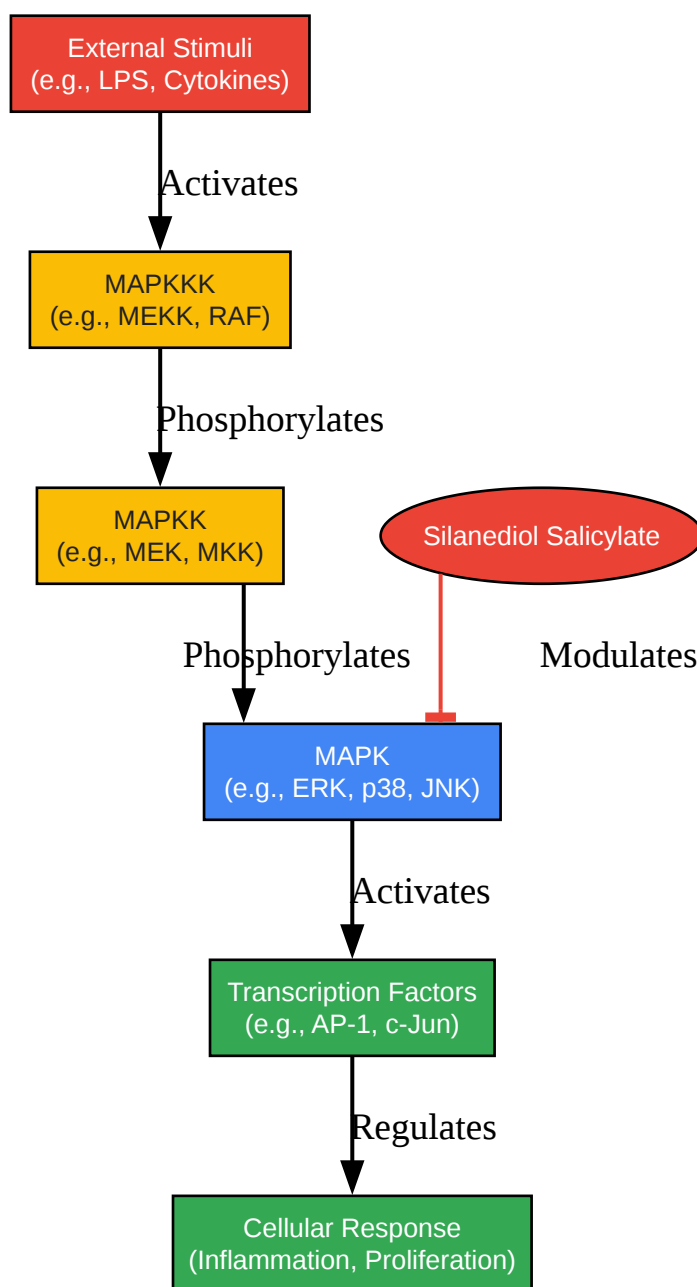 External Stimuli
(e.g., LPS, Cytokines)
Activates
MAPKKK
(e.g., MEKK, RAF)
Phosphorylates
MAPKK
(e.g., MEK, MKK)
Silanediol Salicylate
Phosphorylates
Modulates
MAPK
(e.g., ERK, p38, JNK)
Activates
Transcription Factors
(e.g., AP-1, c-Jun)
Regulates
Cellular Response
(Inflammation, Proliferation)